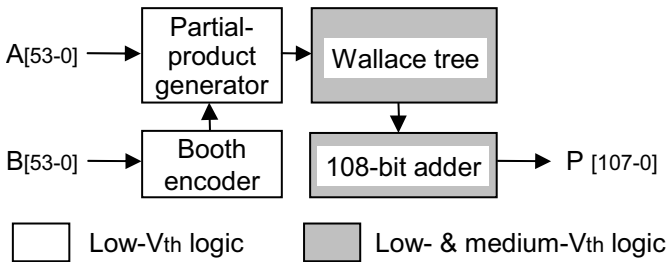 A[53-0]
Partial-
product
generator
Wallace tree
B[53-0]
Booth
encoder
108-bit adder
P [107-0]
Low-Vth logic
Low- & medium-Vth logic